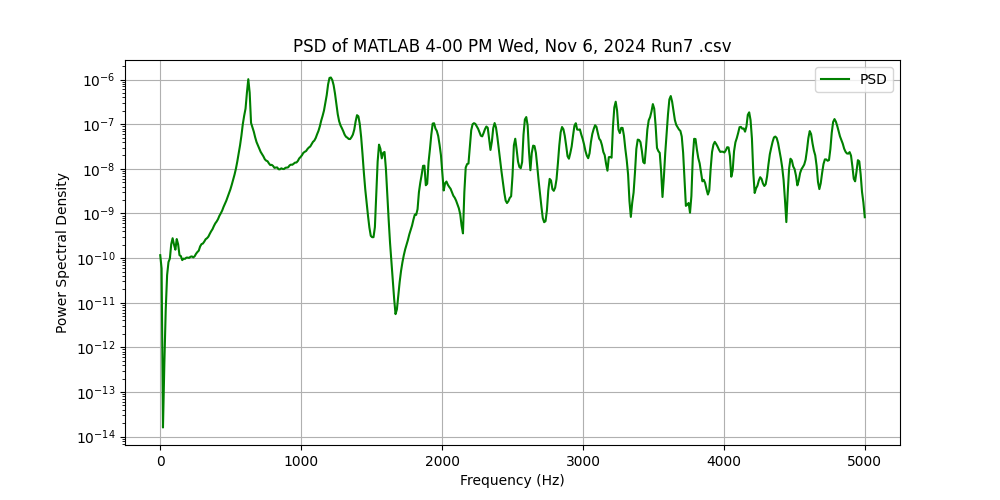 PSD of MATLAB 4-00 PM Wed, Nov 6, 2024 Run7 .csv
PSD
Power Spectral Density
10⁻⁶
10⁻⁷
10⁻⁸
10⁻⁹
10⁻¹⁰
10⁻¹¹
10⁻¹²
10⁻¹³
10⁻¹⁴
0 1000 2000 3000 4000 5000
Frequency (Hz)